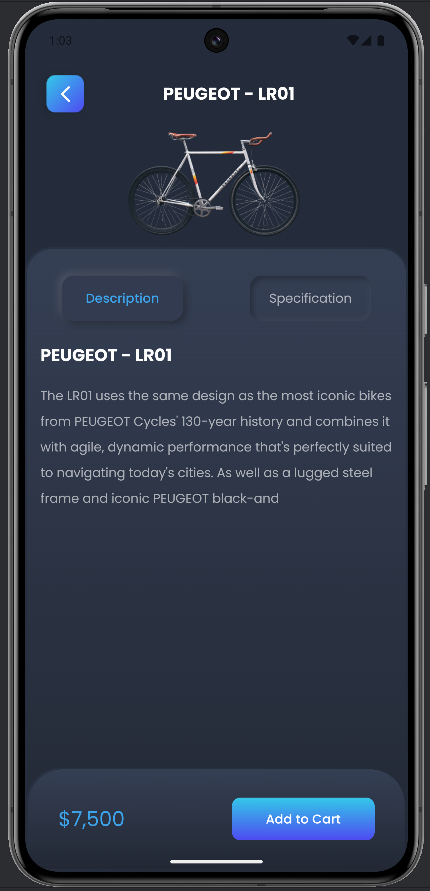 1:03
PEUGEOT - LR01
Description
Specification
PEUGEOT - LR01
The LR01 uses the same design as the most iconic bikes
from PEUGEOT Cycles' 130-year history and combines it
with agile, dynamic performance that's perfectly suited
to navigating today's cities. As well as a lugged steel
frame and iconic PEUGEOT black-and
$7,500
Add to Cart